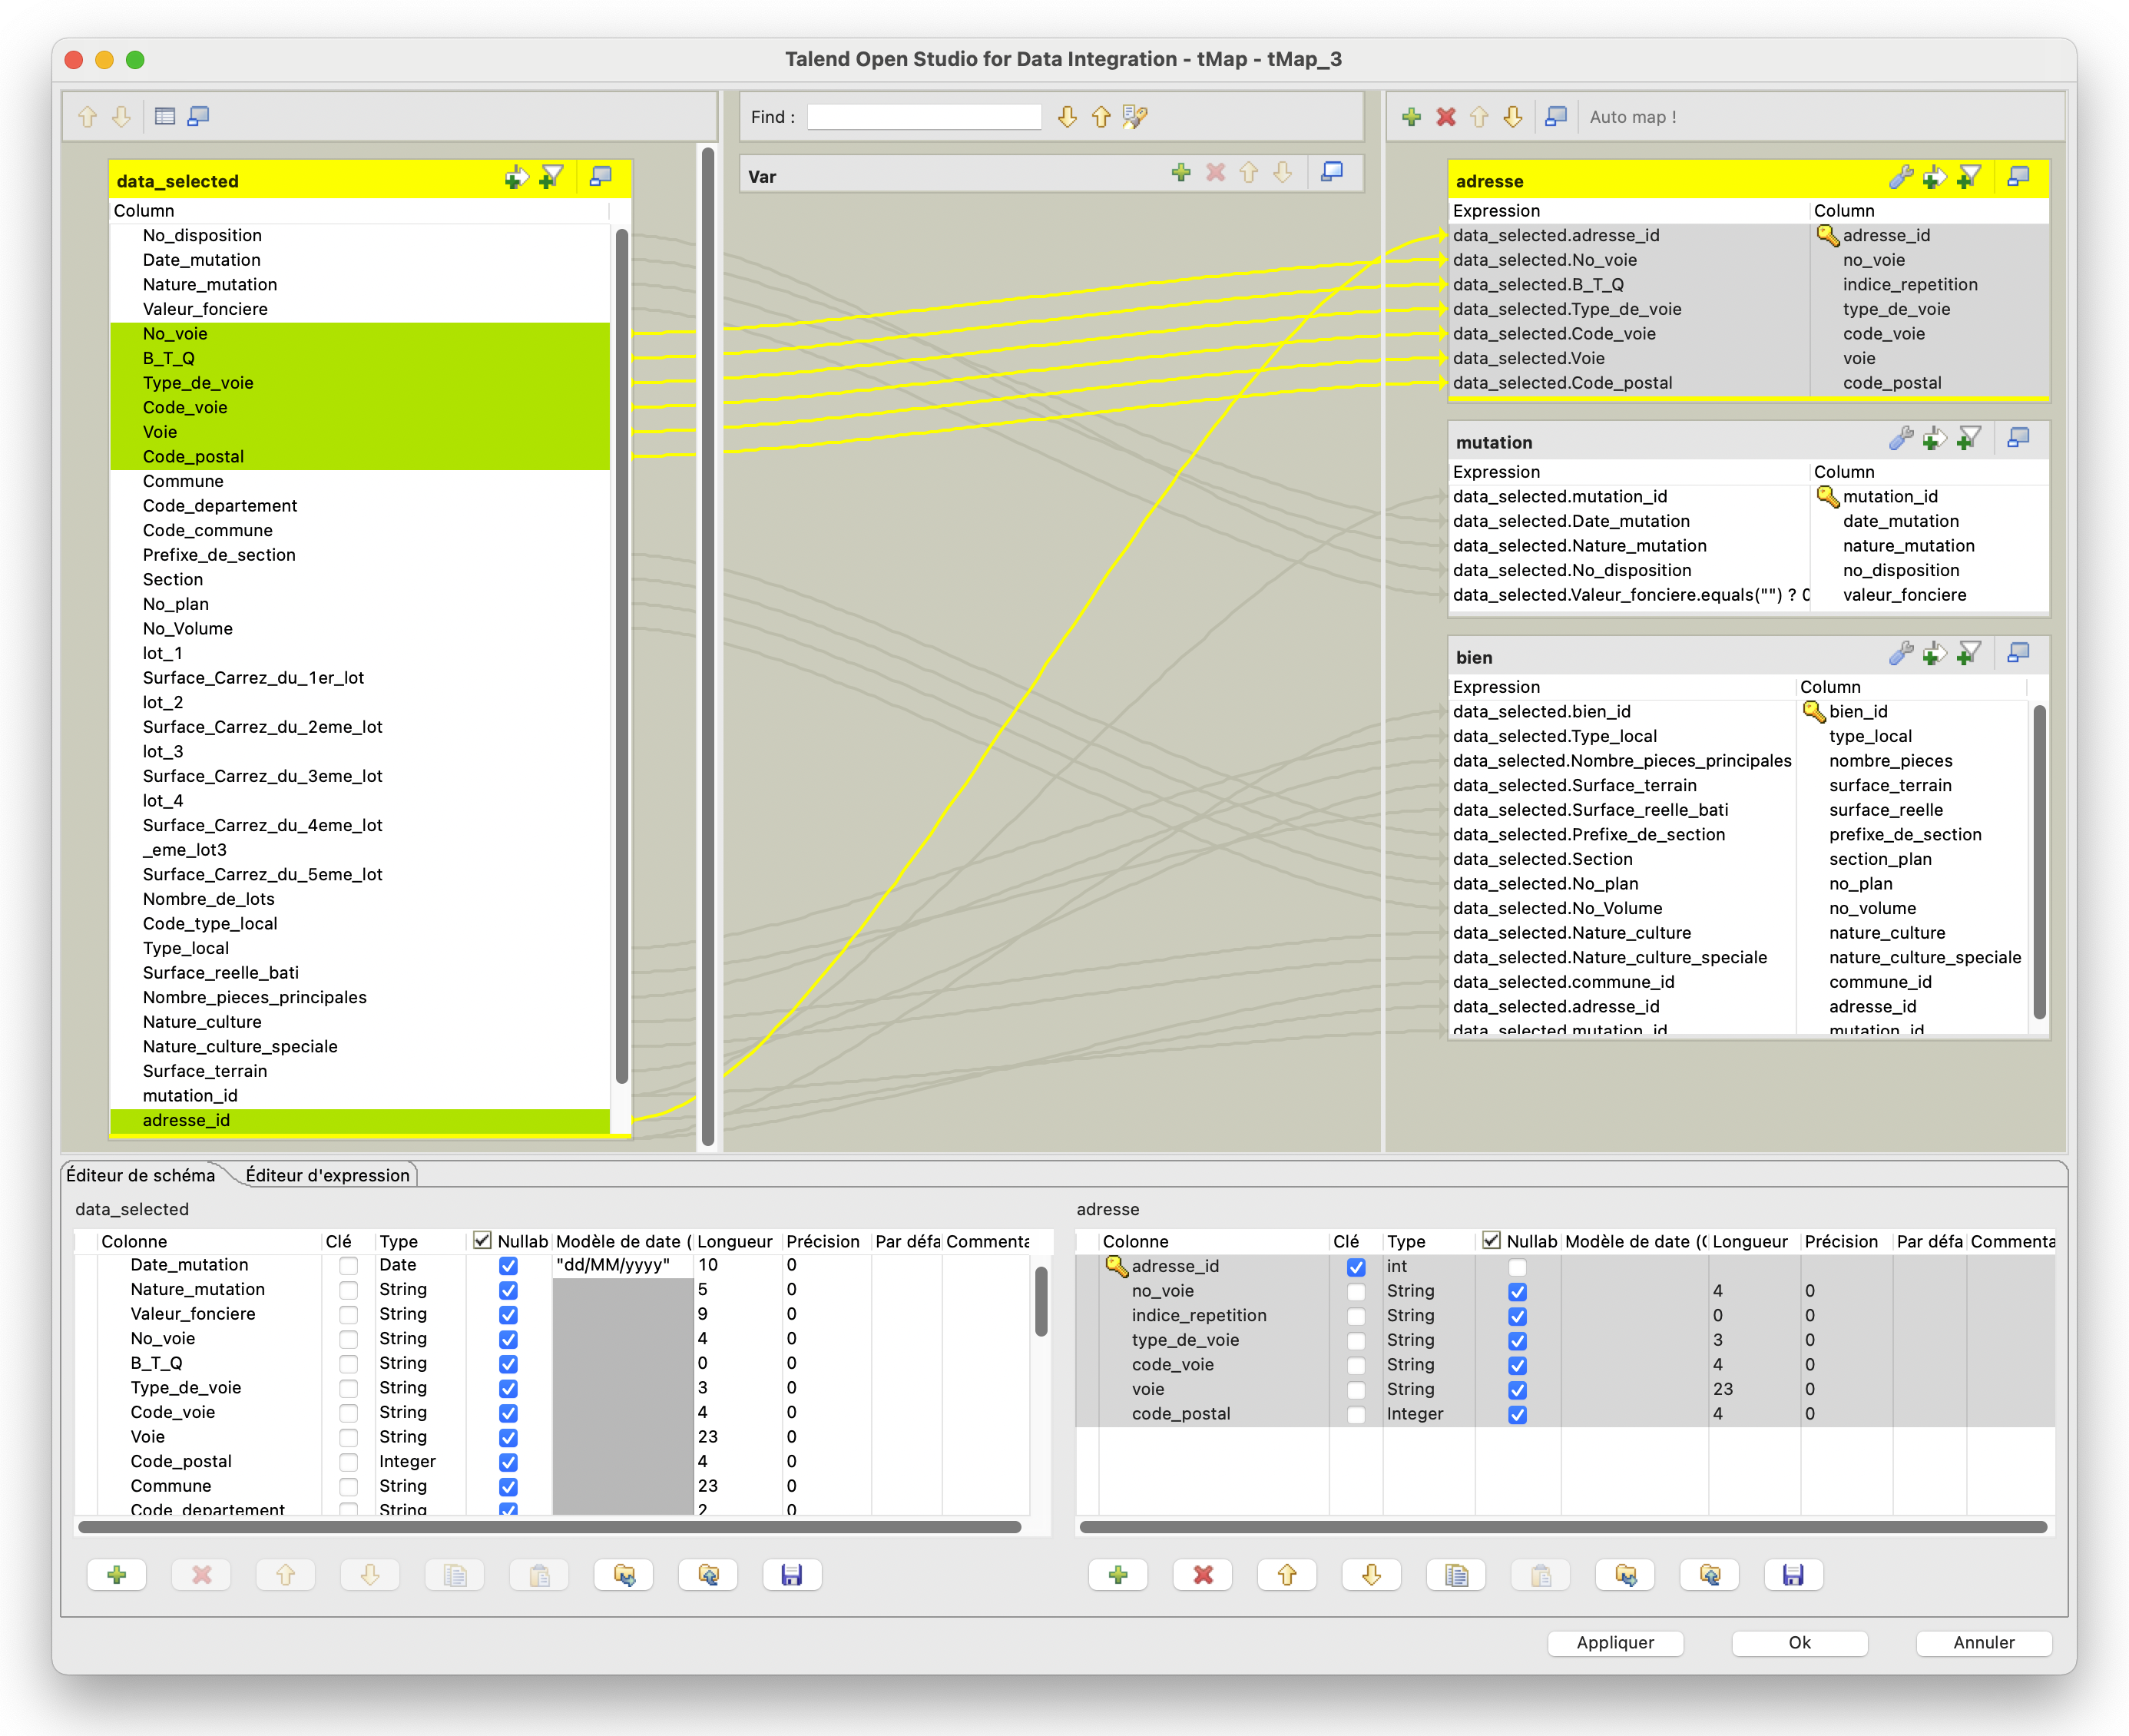 Talend Open Studio for Data Integration - tMap - tMap_3
Find :
Auto map !
data_selected
Column
No_disposition
Date_mutation
Nature_mutation
Valeur_fonciere
No_voie
B_T_Q
Type_de_voie
Code_voie
Voie
Code_postal
Commune
Code_departement
Code_commune
Prefixe_de_section
Section
No_plan
No_Volume
lot_1
Surface_Carrez_du_1er_lot
lot_2
Surface_Carrez_du_2eme_lot
lot_3
Surface_Carrez_du_3eme_lot
lot_4
Surface_Carrez_du_4eme_lot
_eme_lot3
Surface_Carrez_du_5eme_lot
Nombre_de_lots
Code_type_local
Type_local
Surface_reelle_bati
Nombre_pieces_principales
Nature_culture
Nature_culture_speciale
Surface_terrain
mutation_id
adresse_id
Var
adresse
Expression Column
data_selected.adresse_id adresse_id
data_selected.No_voie no_voie
data_selected.B_T_Q indice_repetition
data_selected.Type_de_voie type_de_voie
data_selected.Code_voie code_voie
data_selected.Voie voie
data_selected.Code_postal code_postal
mutation
Expression Column
data_selected.mutation_id mutation_id
data_selected.Date_mutation date_mutation
data_selected.Nature_mutation nature_mutation
data_selected.No_disposition no_disposition
data_selected.Valeur_fonciere.equals("") ? 0 valeur_fonciere
bien
Expression Column
data_selected.bien_id bien_id
data_selected.Type_local type_local
data_selected.Nombre_pieces_principales nombre_pieces
data_selected.Surface_terrain surface_terrain
data_selected.Surface_reelle_bati surface_reelle
data_selected.Prefixe_de_section prefixe_de_section
data_selected.Section section_plan
data_selected.No_plan no_plan
data_selected.No_Volume no_volume
data_selected.Nature_culture nature_culture
data_selected.Nature_culture_speciale nature_culture_speciale
data_selected.commune_id commune_id
data_selected.adresse_id adresse_id
data_selected.mutation_id mutation_id
Éditeur de schéma Éditeur d'expression
data_selected
Colonne Clé Type Nullab Modèle de date ( Longueur Précision Par défa Commenta
Date_mutation Date "dd/MM/yyyy" 10 0
Nature_mutation String 5 0
Valeur_fonciere String 9 0
No_voie String 4 0
B_T_Q String 0 0
Type_de_voie String 3 0
Code_voie String 4 0
Voie String 23 0
Code_postal Integer 4 0
Commune String 23 0
Code_departement String 2 0
adresse
Colonne Clé Type Nullab Modèle de date (( Longueur Précision Par défa Commenta
adresse_id int
no_voie String 4 0
indice_repetition String 0 0
type_de_voie String 3 0
code_voie String 4 0
voie String 23 0
code_postal Integer 4 0
Appliquer Ok Annuler